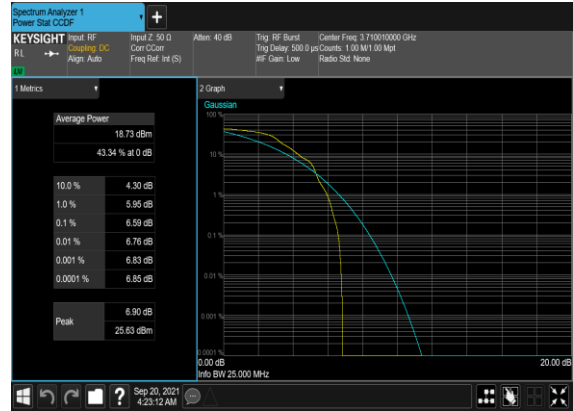 Spectrum Analyzer 1
Power Stat CCDF
+
KEYSIGHT
RL
Input: RF
Coupling: DC
Align: Auto
Input Z: 50 Ω
Corr CCorr
Freq Ref: Int (S)
Atten: 40 dB
Trig: RF Burst
Trig Delay: 500.0 µs
#IF Gain: Low
Center Freq: 3.710010000 GHz
Counts: 1.00 M/1.00 Mpt
Radio Std: None
1 Metrics
Average Power
18.73 dBm
43.34 % at 0 dB
10.0 % 4.30 dB
1.0 % 5.95 dB
0.1 % 6.59 dB
0.01 % 6.76 dB
0.001 % 6.83 dB
0.0001 % 6.85 dB
Peak
6.90 dB
25.63 dBm
2 Graph
Gaussian
100 %
10 %
1 %
0.1 %
0.01 %
0.001 %
0.0001 %
0.00 dB
20.00 dB
Info BW 25.000 MHz
?
Sep 20, 2021
4:23:12 AM